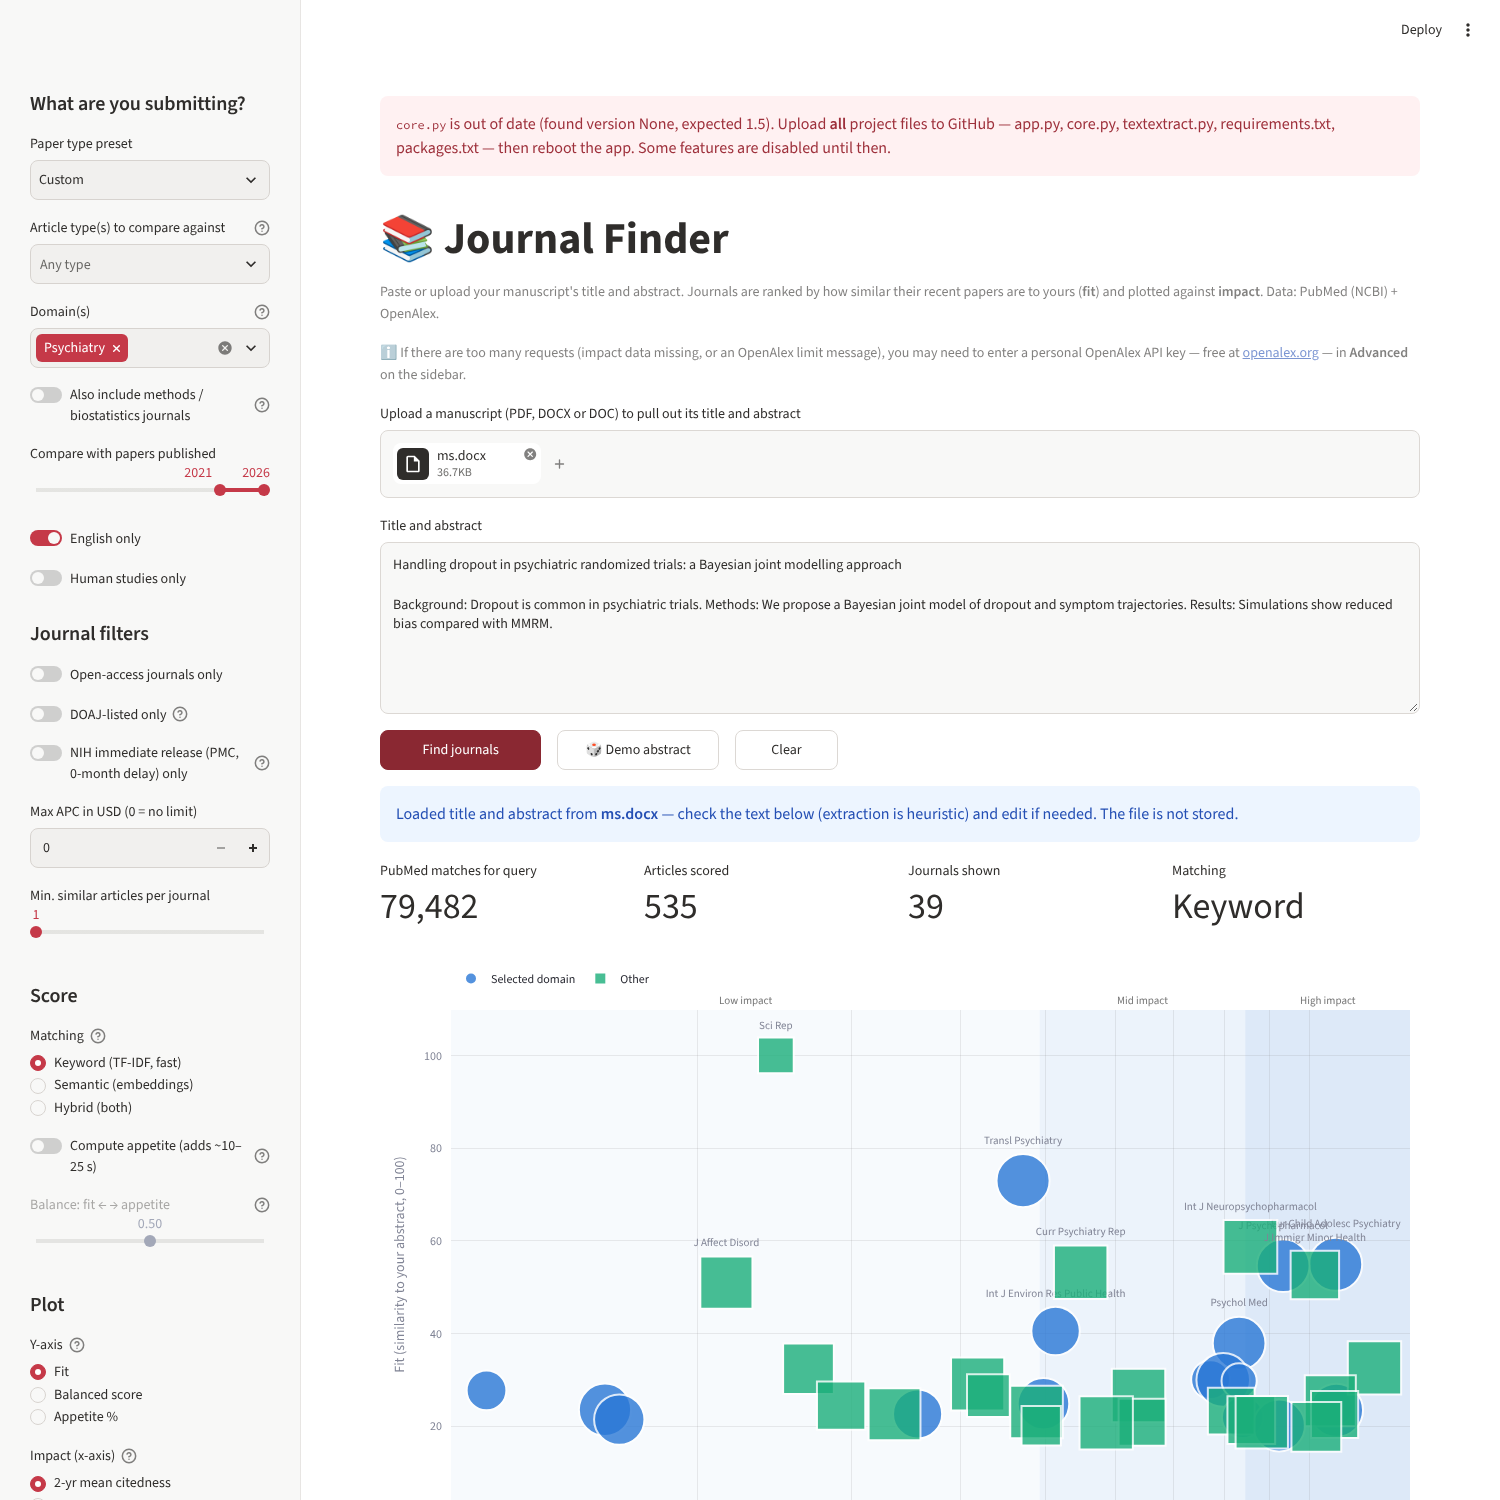 Deploy
What are you submitting?
Paper type preset
Custom
Article type(s) to compare against
Any type
Domain(s)
Psychiatry ×
Also include methods /
biostatistics journals
Compare with papers published
2021 2026
English only
Human studies only
Journal filters
Open-access journals only
DOAJ-listed only
NIH immediate release (PMC,
0-month delay) only
Max APC in USD (0 = no limit)
0
Min. similar articles per journal
1
Score
Matching
Keyword (TF-IDF, fast)
Semantic (embeddings)
Hybrid (both)
Compute appetite (adds ~10–
25 s)
Balance: fit ← → appetite
0.50
Plot
Y-axis
Fit
Balanced score
Appetite %
Impact (x-axis)
2-yr mean citedness
core.py is out of date (found version None, expected 1.5). Upload all project files to GitHub — app.py, core.py, textextract.py, requirements.txt,
packages.txt — then reboot the app. Some features are disabled until then.
📚 Journal Finder
Paste or upload your manuscript's title and abstract. Journals are ranked by how similar their recent papers are to yours (fit) and plotted against impact. Data: PubMed (NCBI) +
OpenAlex.
ℹ️ If there are too many requests (impact data missing, or an OpenAlex limit message), you may need to enter a personal OpenAlex API key — free at openalex.org — in Advanced
on the sidebar.
Upload a manuscript (PDF, DOCX or DOC) to pull out its title and abstract
ms.docx
36.7KB
Title and abstract
Handling dropout in psychiatric randomized trials: a Bayesian joint modelling approach
Background: Dropout is common in psychiatric trials. Methods: We propose a Bayesian joint model of dropout and symptom trajectories. Results: Simulations show reduced
bias compared with MMRM.
Find journals
🎲 Demo abstract
Clear
Loaded title and abstract from ms.docx — check the text below (extraction is heuristic) and edit if needed. The file is not stored.
PubMed matches for query
79,482
Articles scored
535
Journals shown
39
Matching
Keyword
Selected domain
Other
Low impact
Mid impact
High impact
Fit (similarity to your abstract, 0–100)
100
80
60
40
20
Sci Rep
Transl Psychiatry
Int J Neuropsychopharmacol
Child Adolesc Psychiatry
Curr Psychiatry Rep
Immigr Minor Health
J Affect Disord
Int J Environ Res Public Health
Psychol Med